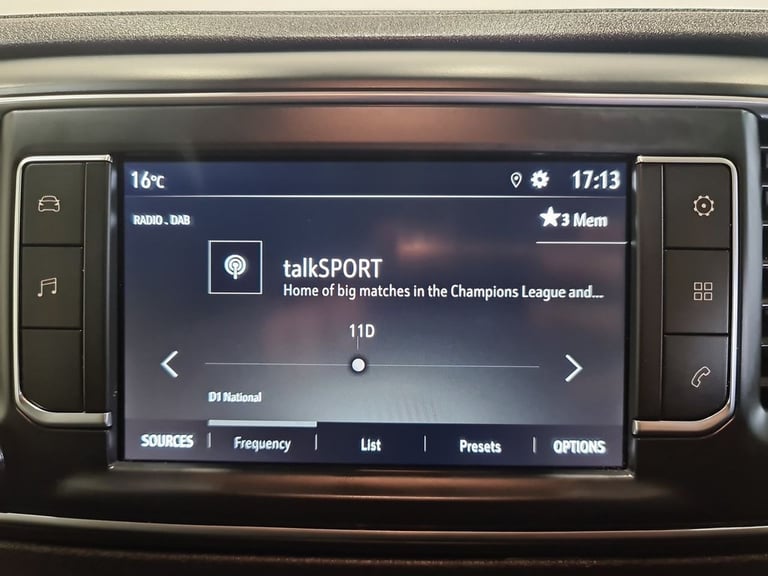 16°C 17:13
RADIO . DAB
3 Mem
talkSPORT
Home of big matches in the Champions League and...
11D
D1 National
SOURCES Frequency List Presets OPTIONS